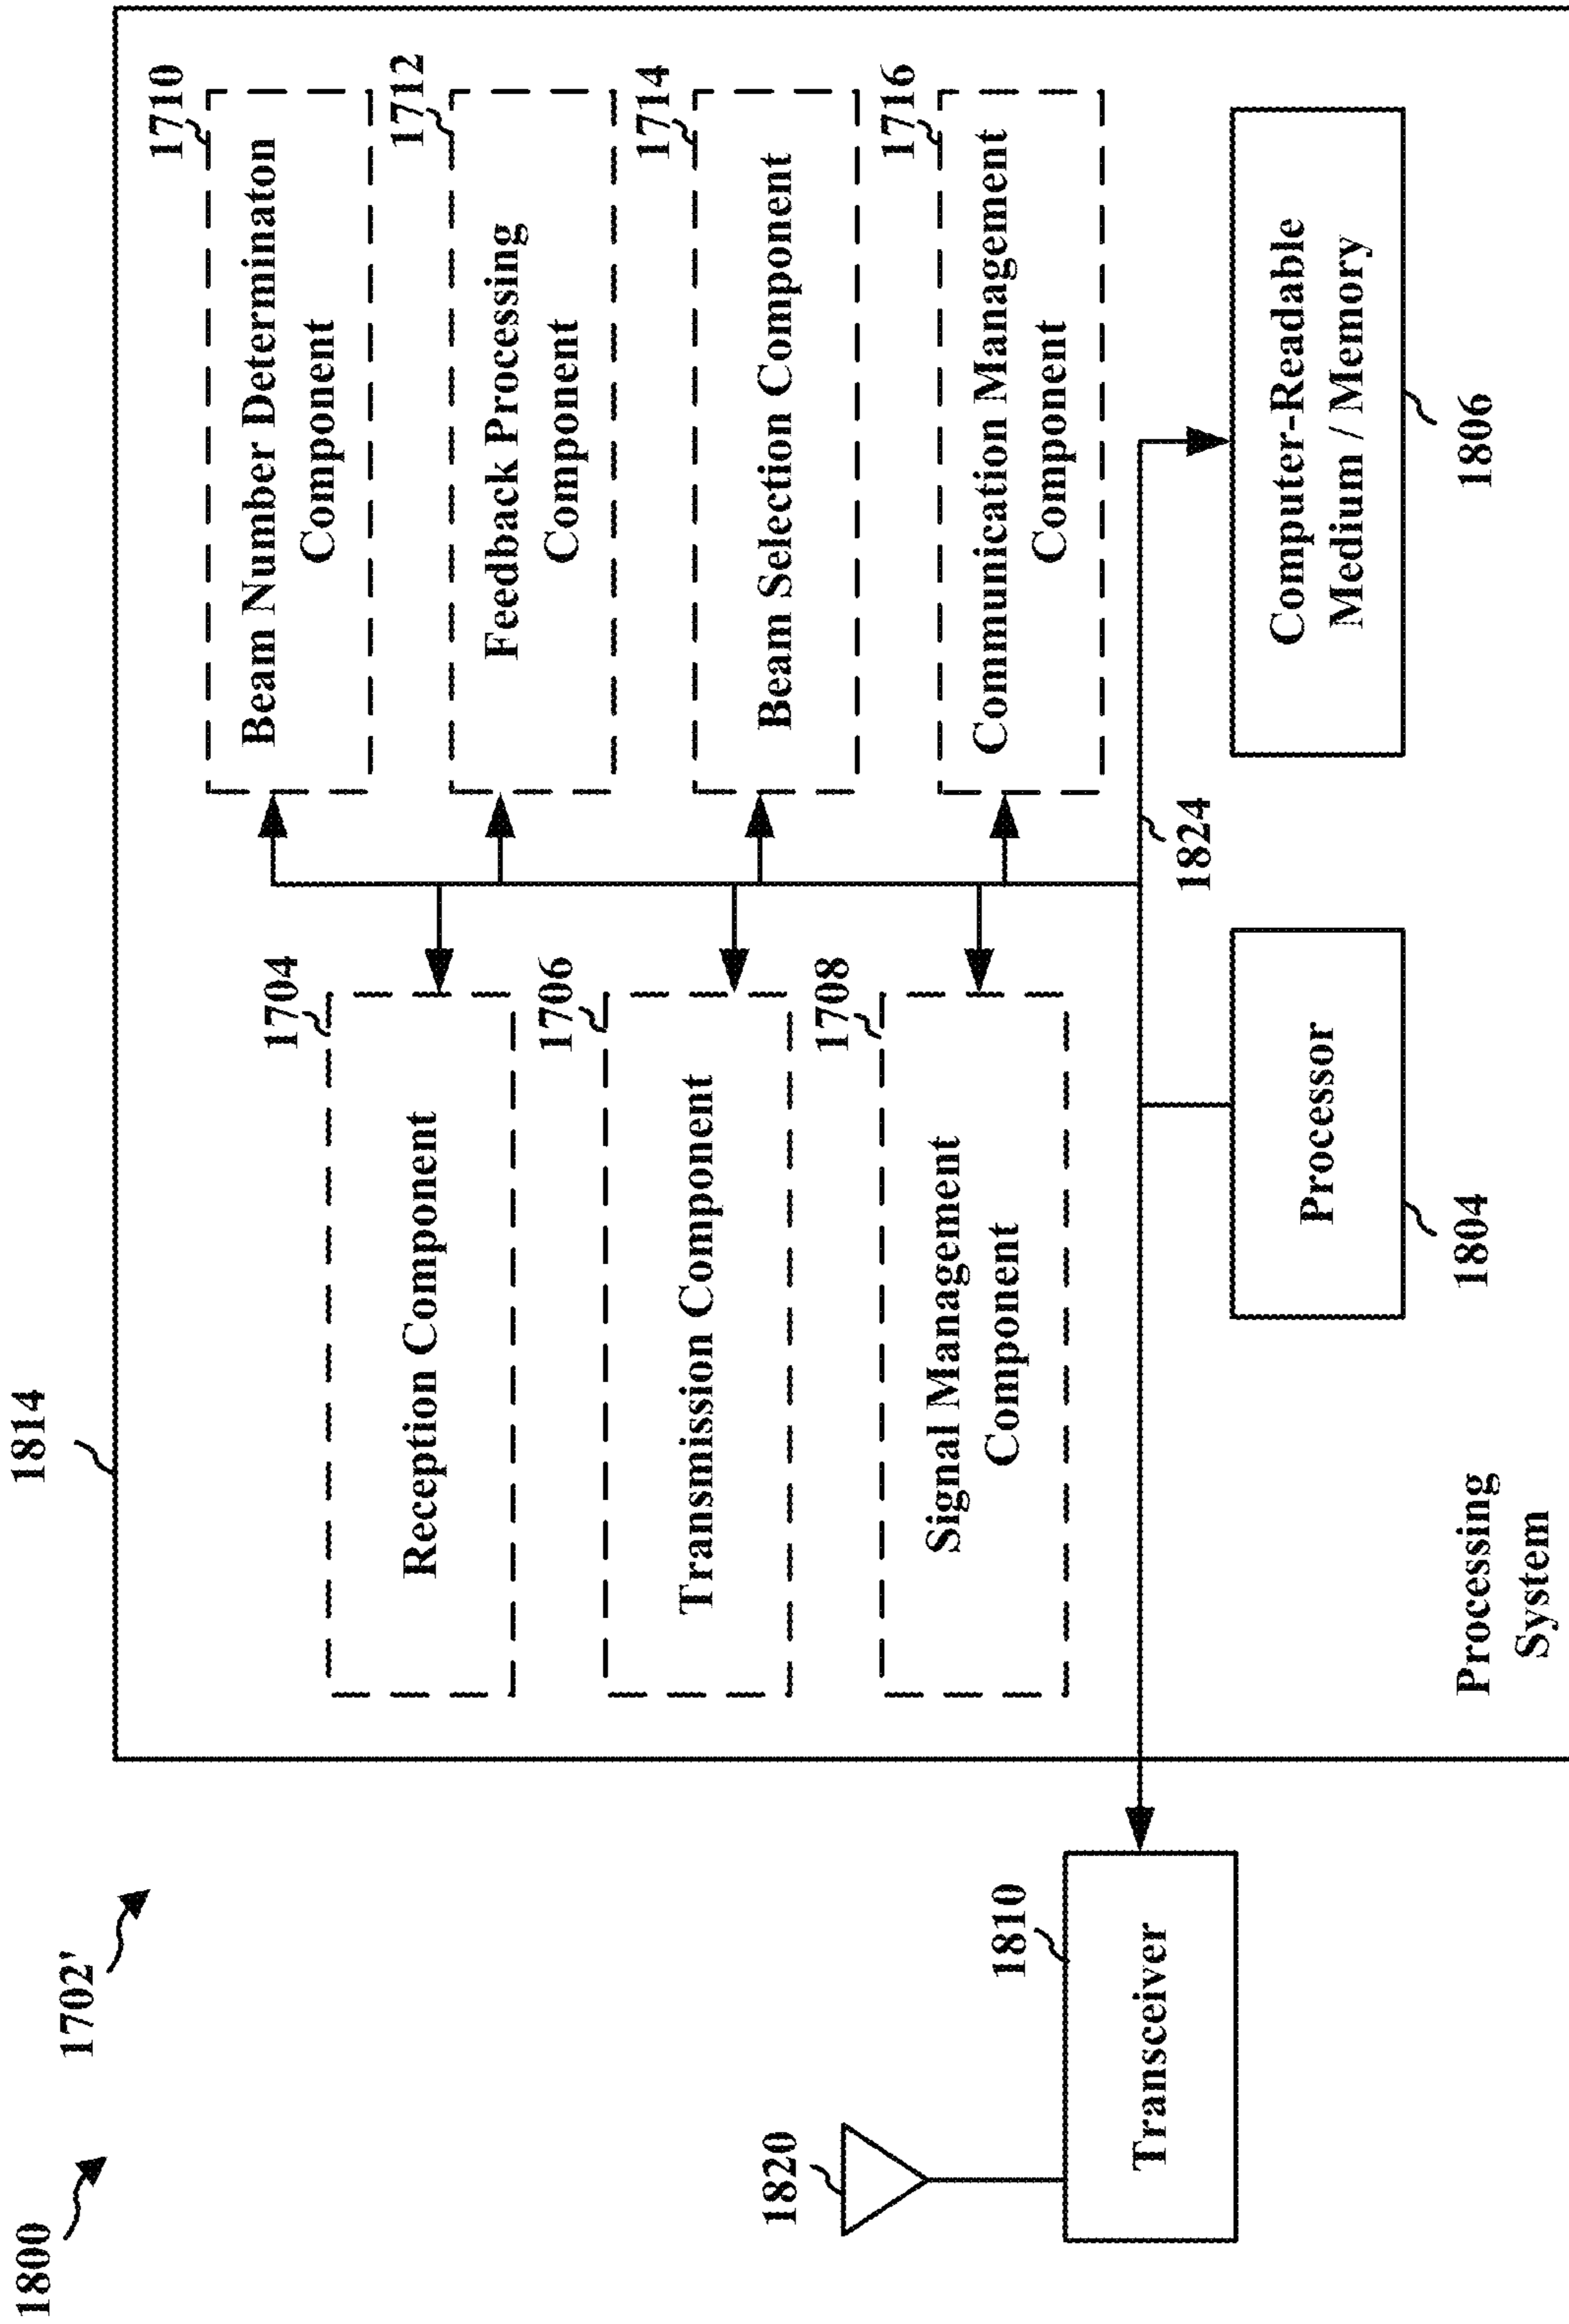 1800
1702'
1814
1820
1810
Transceiver
1704
Reception Component
1706
Transmission Component
1708
Signal Management
Component
1710
Beam Number Determinaton
Component
1712
Feedback Processing
Component
1714
Beam Selection Component
1716
Communication Management
Component
1824
Processor
1804
Computer-Readable
Medium / Memory
1806
Processing
System